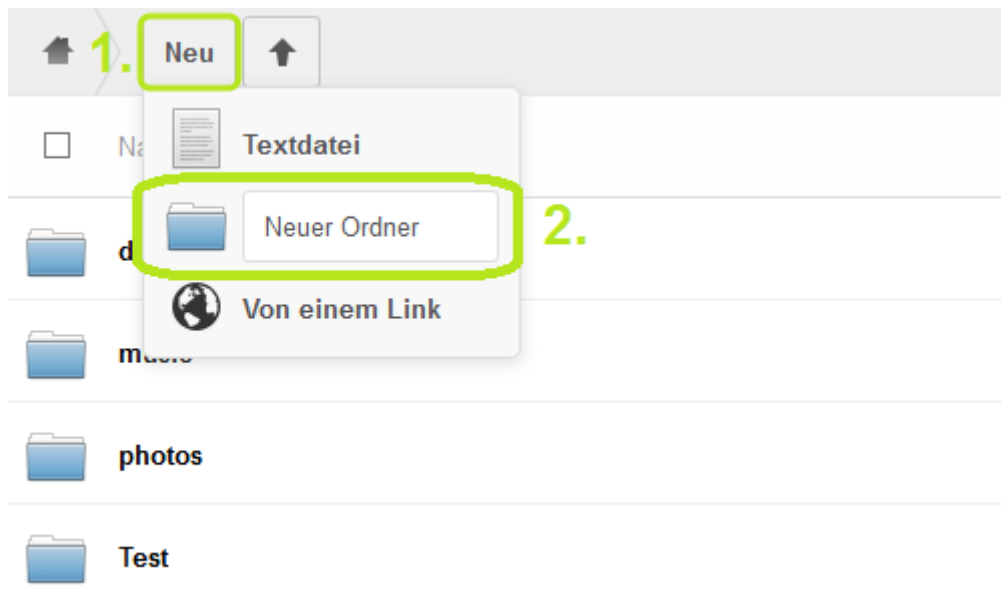 1. Neu
Textdatei
Neuer Ordner 2.
Von einem Link
photos
Test